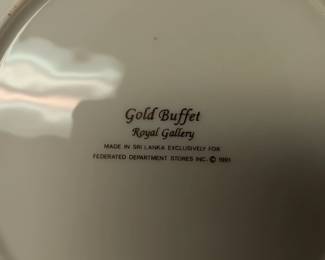 Gold Buffet
Royal Gallery
MADE IN SRI LANKA EXCLUSIVELY FOR
FEDERATED DEPARTMENT STORES INC. © 1991